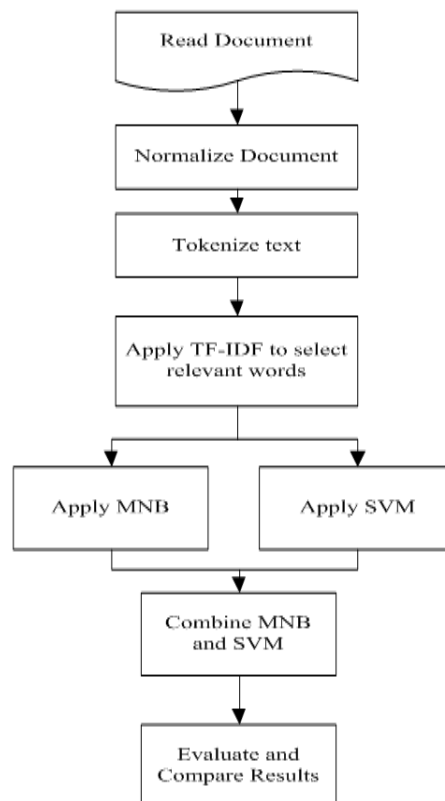 Read Document
Normalize Document
Tokenize text
Apply TF-IDF to select
relevant words
Apply MNB
Apply SVM
Combine MNB
and SVM
Evaluate and
Compare Results